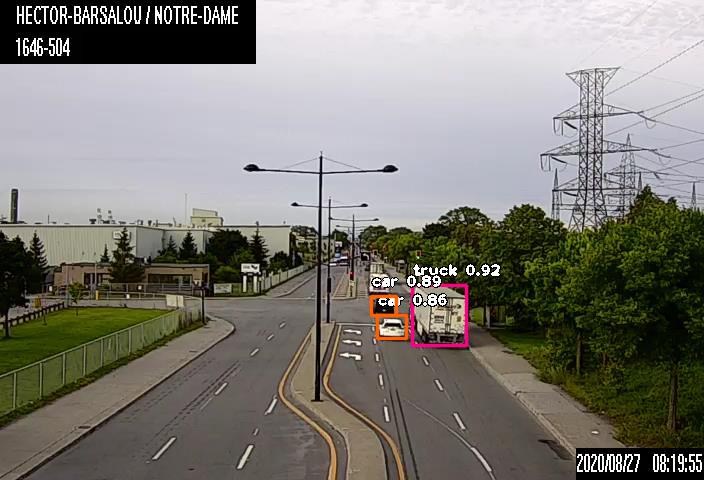 HECTOR-BARSALOU / NOTRE-DAME
1646-504
truck 0.92
car 0.89
car 0.86
2020/08/27 08:19:55